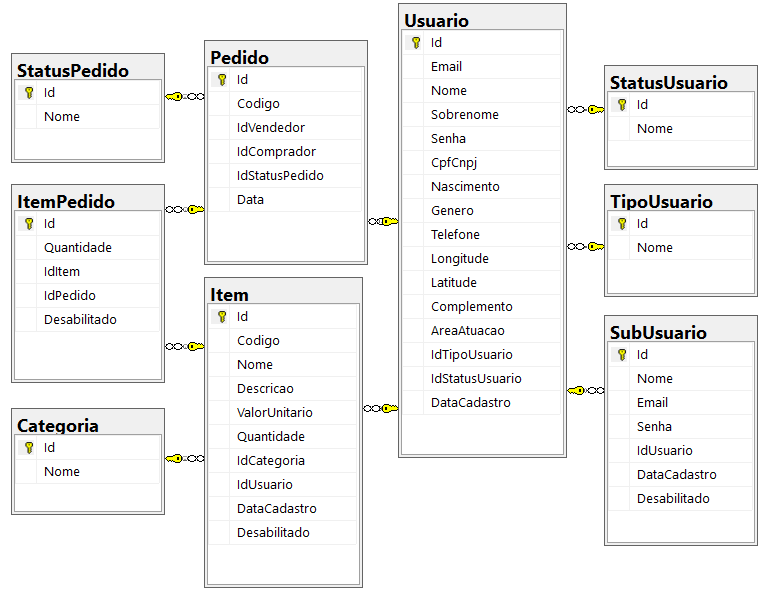 StatusPedido
Id
Nome
Pedido
Id
Codigo
IdVendedor
IdComprador
IdStatusPedido
Data
Usuario
Id
Email
Nome
Sobrenome
Senha
CpfCnpj
Nascimento
Genero
Telefone
Longitude
Latitude
Complemento
AreaAtuacao
IdTipoUsuario
IdStatusUsuario
DataCadastro
StatusUsuario
Id
Nome
ItemPedido
Id
Quantidade
IdItem
IdPedido
Desabilitado
TipoUsuario
Id
Nome
Item
Id
Codigo
Nome
Descricao
ValorUnitario
Quantidade
IdCategoria
IdUsuario
DataCadastro
Desabilitado
SubUsuario
Id
Nome
Email
Senha
IdUsuario
DataCadastro
Desabilitado
Categoria
Id
Nome